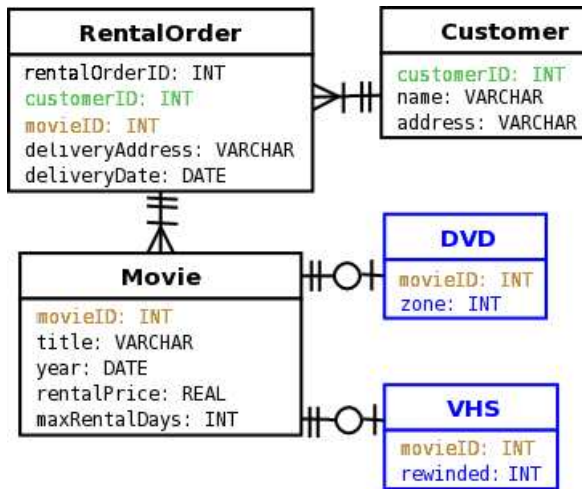 RentalOrder
rentalOrderID: INT
customerID: INT
movieID: INT
deliveryAddress: VARCHAR
deliveryDate: DATE
Customer
customerID: INT
name: VARCHAR
address: VARCHAR
Movie
movieID: INT
title: VARCHAR
year: DATE
rentalPrice: REAL
maxRentalDays: INT
DVD
movieID: INT
zone: INT
VHS
movieID: INT
rewinded: INT